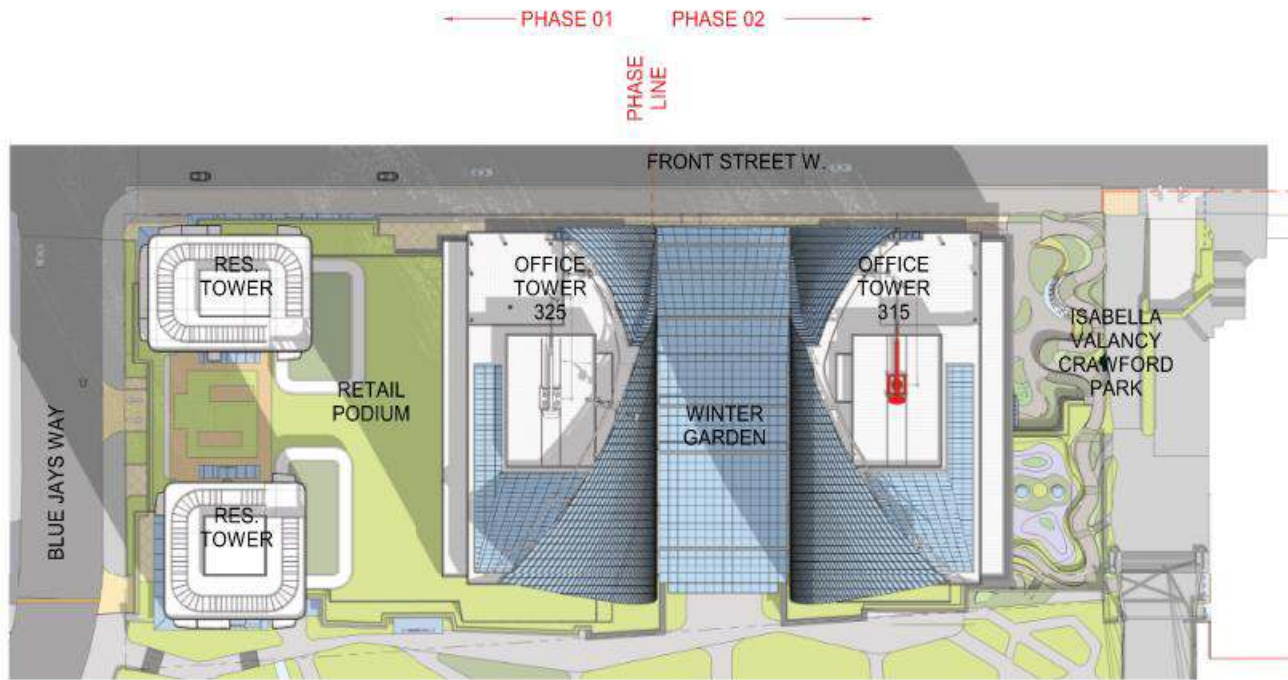 PHASE 01
PHASE 02
PHASE
LINE
FRONT STREET W.
RES.
TOWER
OFFICE
TOWER
325
OFFICE
TOWER
315
ISABELLA
VALANCY
CRAWFORD
PARK
RETAIL
PODIUM
WINTER
GARDEN
BLUE JAYS WAY
RES.
TOWER